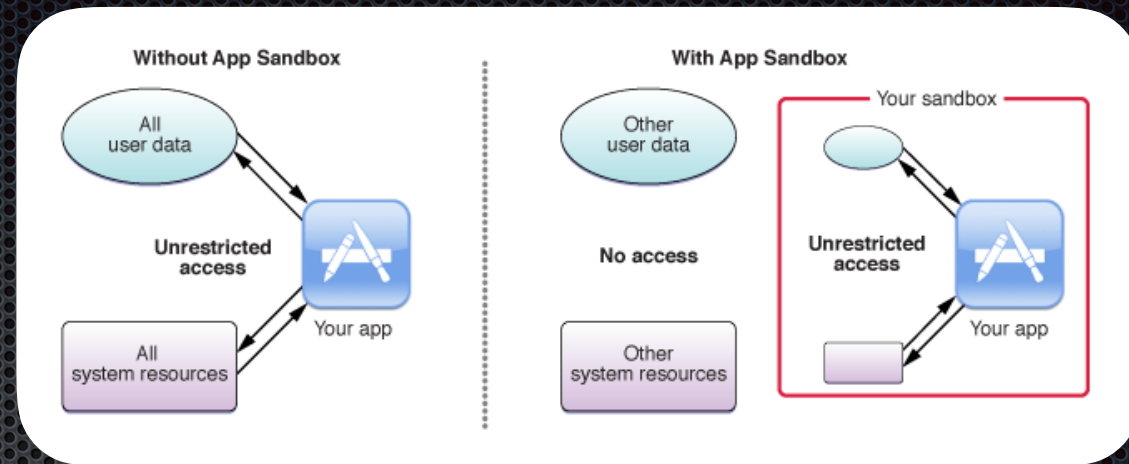 Without App Sandbox
All
user data
Unrestricted
access
Your app
All
system resources
With App Sandbox
Other
user data
No access
Other
system resources
Your sandbox
Unrestricted
access
Your app